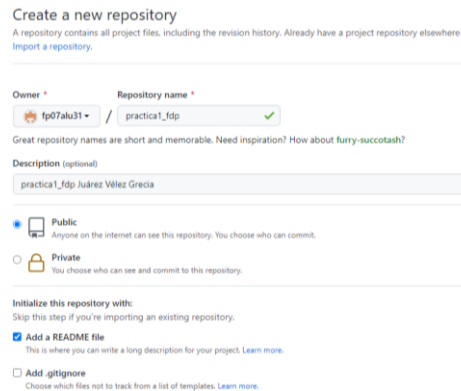 Create a new repository
A repository contains all project files, including the revision history. Already have a project repository elsewhere
Import a repository.
Owner * Repository name *
fp07alu31 / practica1_fdp
Great repository names are short and memorable. Need inspiration? How about furry-succotash?
Description (optional)
practica1_fdp Juárez Vélez Grecia
Public
Anyone on the internet can see this repository. You choose who can commit.
Private
You choose who can see and commit to this repository.
Initialize this repository with:
Skip this step if you're importing an existing repository.
Add a README file
This is where you can write a long description for your project. Learn more.
Add .gitignore
Choose which files not to track from a list of templates. Learn more.